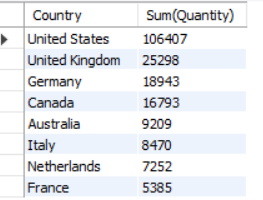 Country Sum(Quantity)
United States 106407
United Kingdom 25298
Germany 18943
Canada 16793
Australia 9209
Italy 8470
Netherlands 7252
France 5385